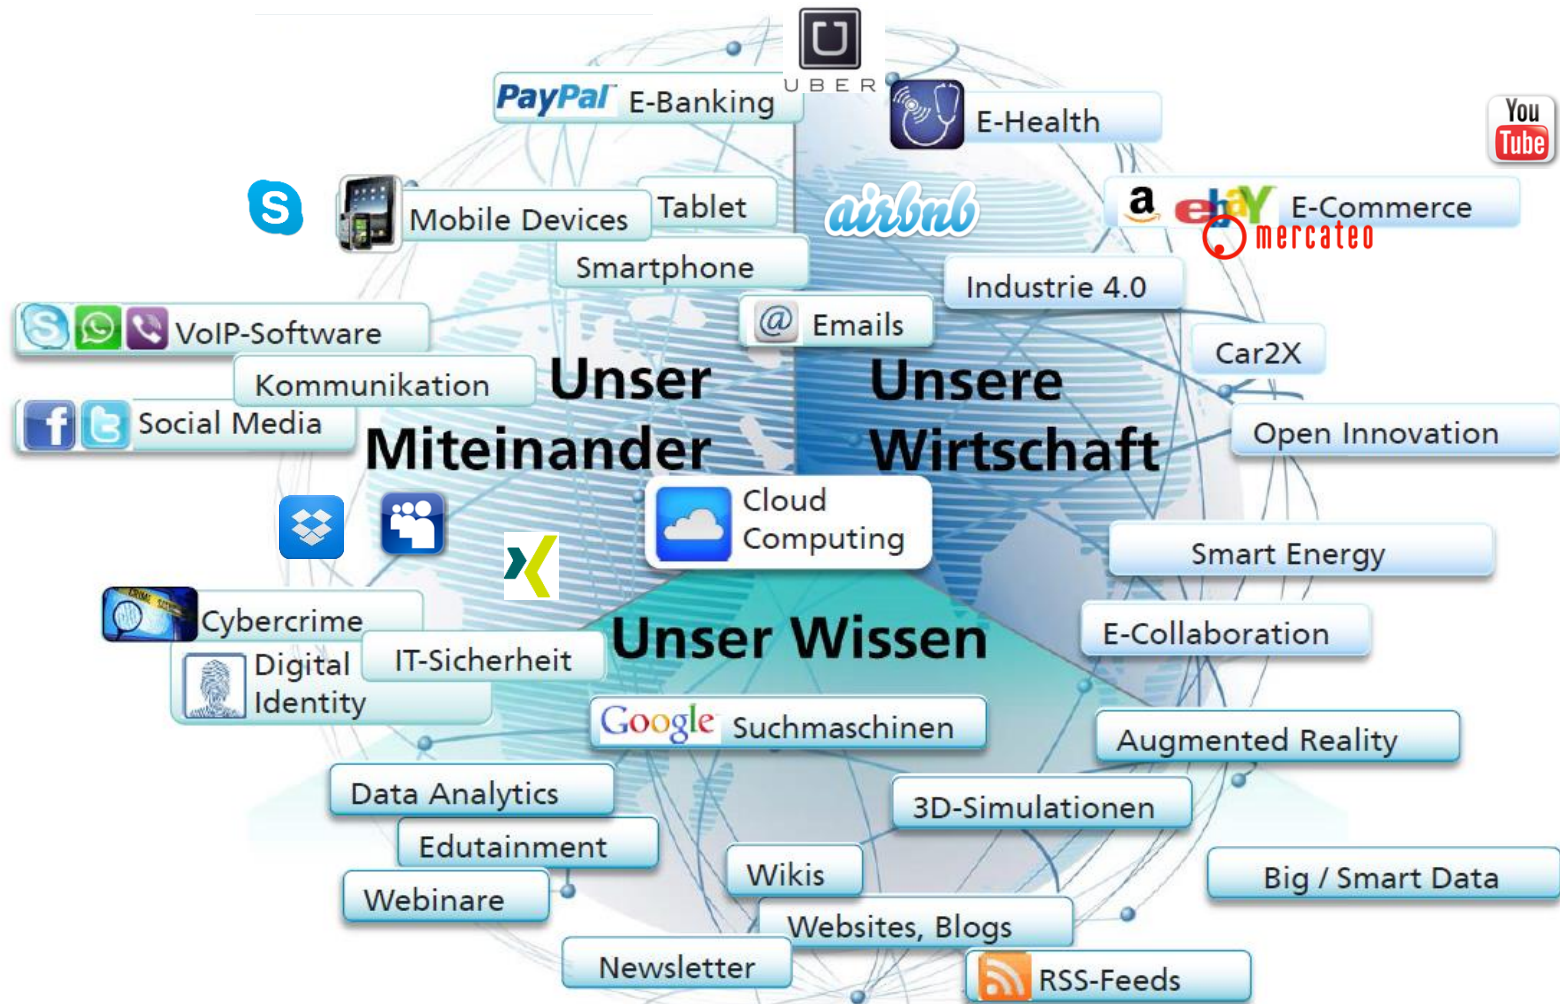 UBER
PayPal E-Banking
E-Health
You
Tube
S
Mobile Devices
Tablet
airbnb
a ebaY E-Commerce
mercateo
Smartphone
Industrie 4.0
@ Emails
S VoIP-Software
Car2X
Kommunikation
Unser
Miteinander
Unsere
Wirtschaft
f t Social Media
Open Innovation
Cloud
Computing
Smart Energy
CRIME
Cybercrime
IT-Sicherheit
Unser Wissen
E-Collaboration
Digital
Identity
Google Suchmaschinen
Augmented Reality
Data Analytics
3D-Simulationen
Edutainment
Wikis
Big / Smart Data
Webinare
Websites, Blogs
Newsletter
RSS-Feeds